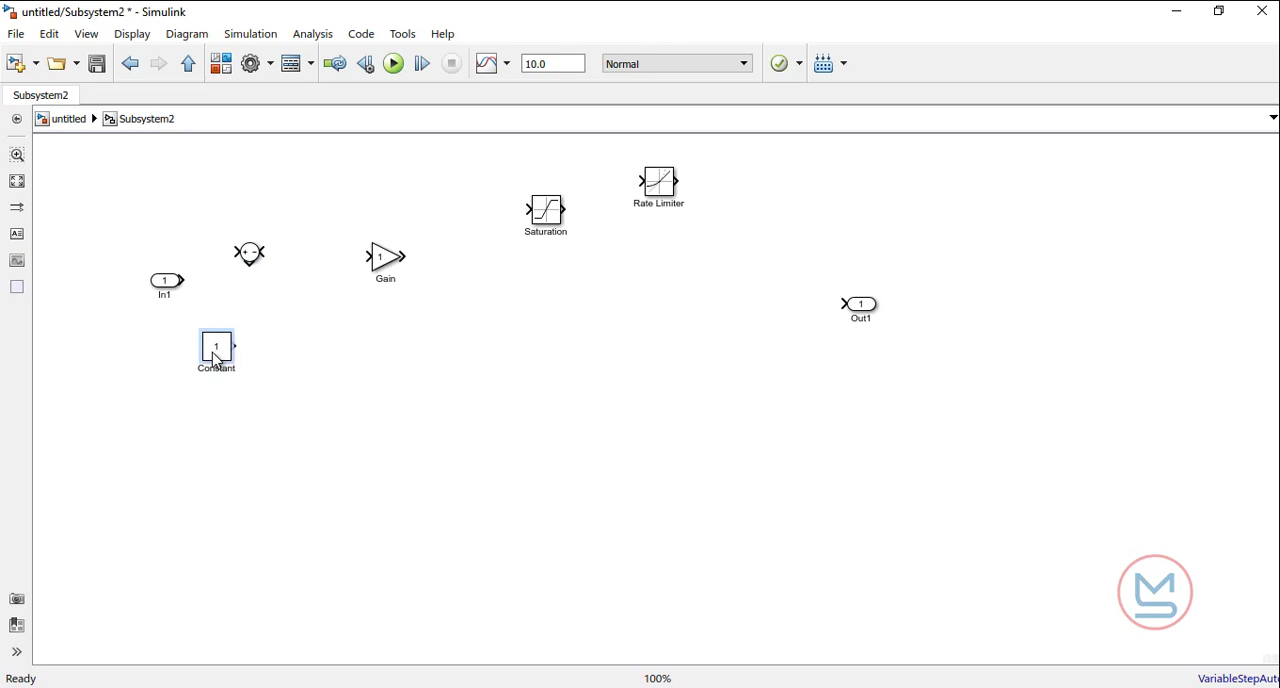 untitled/Subsystem2 * - Simulink
File Edit View Display Diagram Simulation Analysis Code Tools Help
10.0 Normal
Subsystem2
untitled Subsystem2
Rate Limiter
Saturation
+ -
1
Gain
1
In1
1
Out1
1
Constant
Ready 100% VariableStepAut